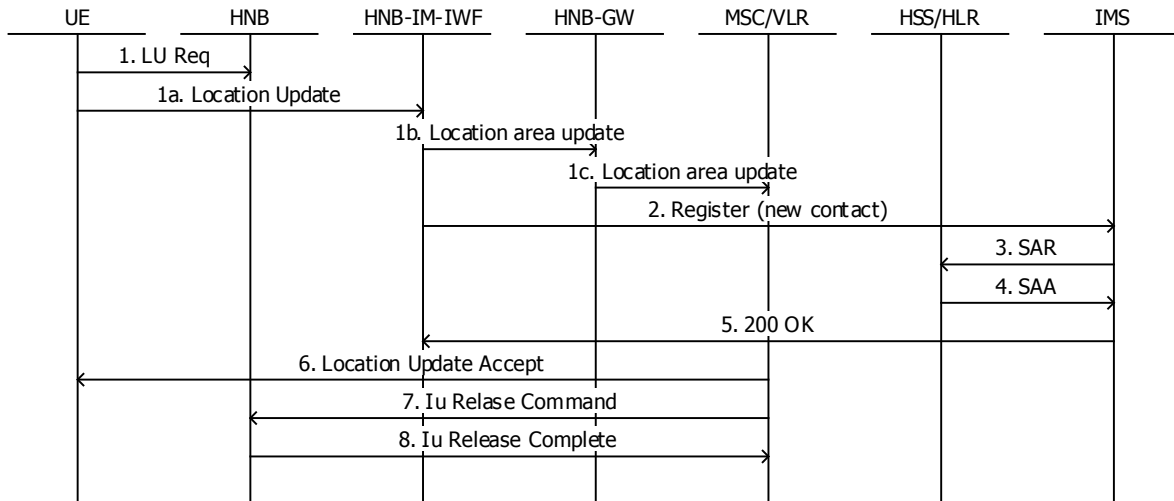 UE HNB HNB-IM-IWF HNB-GW MSC/VLR HSS/HLR IMS
1. LU Req
1a. Location Update
1b. Location area update
1c. Location area update
2. Register (new contact)
3. SAR
4. SAA
5. 200 OK
6. Location Update Accept
7. Iu Relase Command
8. Iu Release Complete